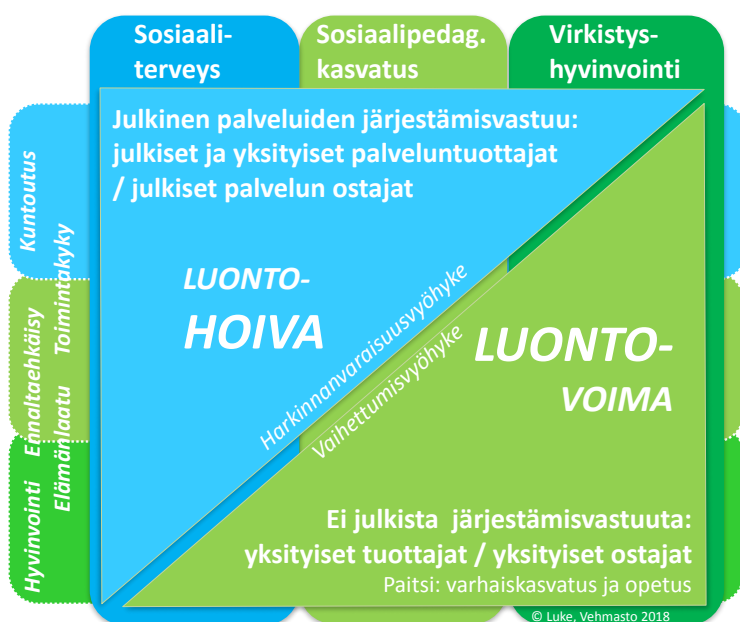 Sosiaali-
terveys
Sosiaalipedag.
kasvatus
Virkistys-
hyvinvointi
Julkinen palveluiden järjestämisvastuu:
julkiset ja yksityiset palveluntuottajat
/ julkiset palvelun ostajat
Kuntoutus
Toimintakyky
Ennaltaehkäisy
Elämänlaatu
Hyvinvointi
LUONTO-
HOIVA
Harkinnanvaraisuusvyöhyke
Vaihettumisvyöhyke
LUONTO-
VOIMA
Ei julkista järjestämisvastuuta:
yksityiset tuottajat / yksityiset ostajat
Paitsi: varhaiskasvatus ja opetus
© Luke, Vehmasto 2018